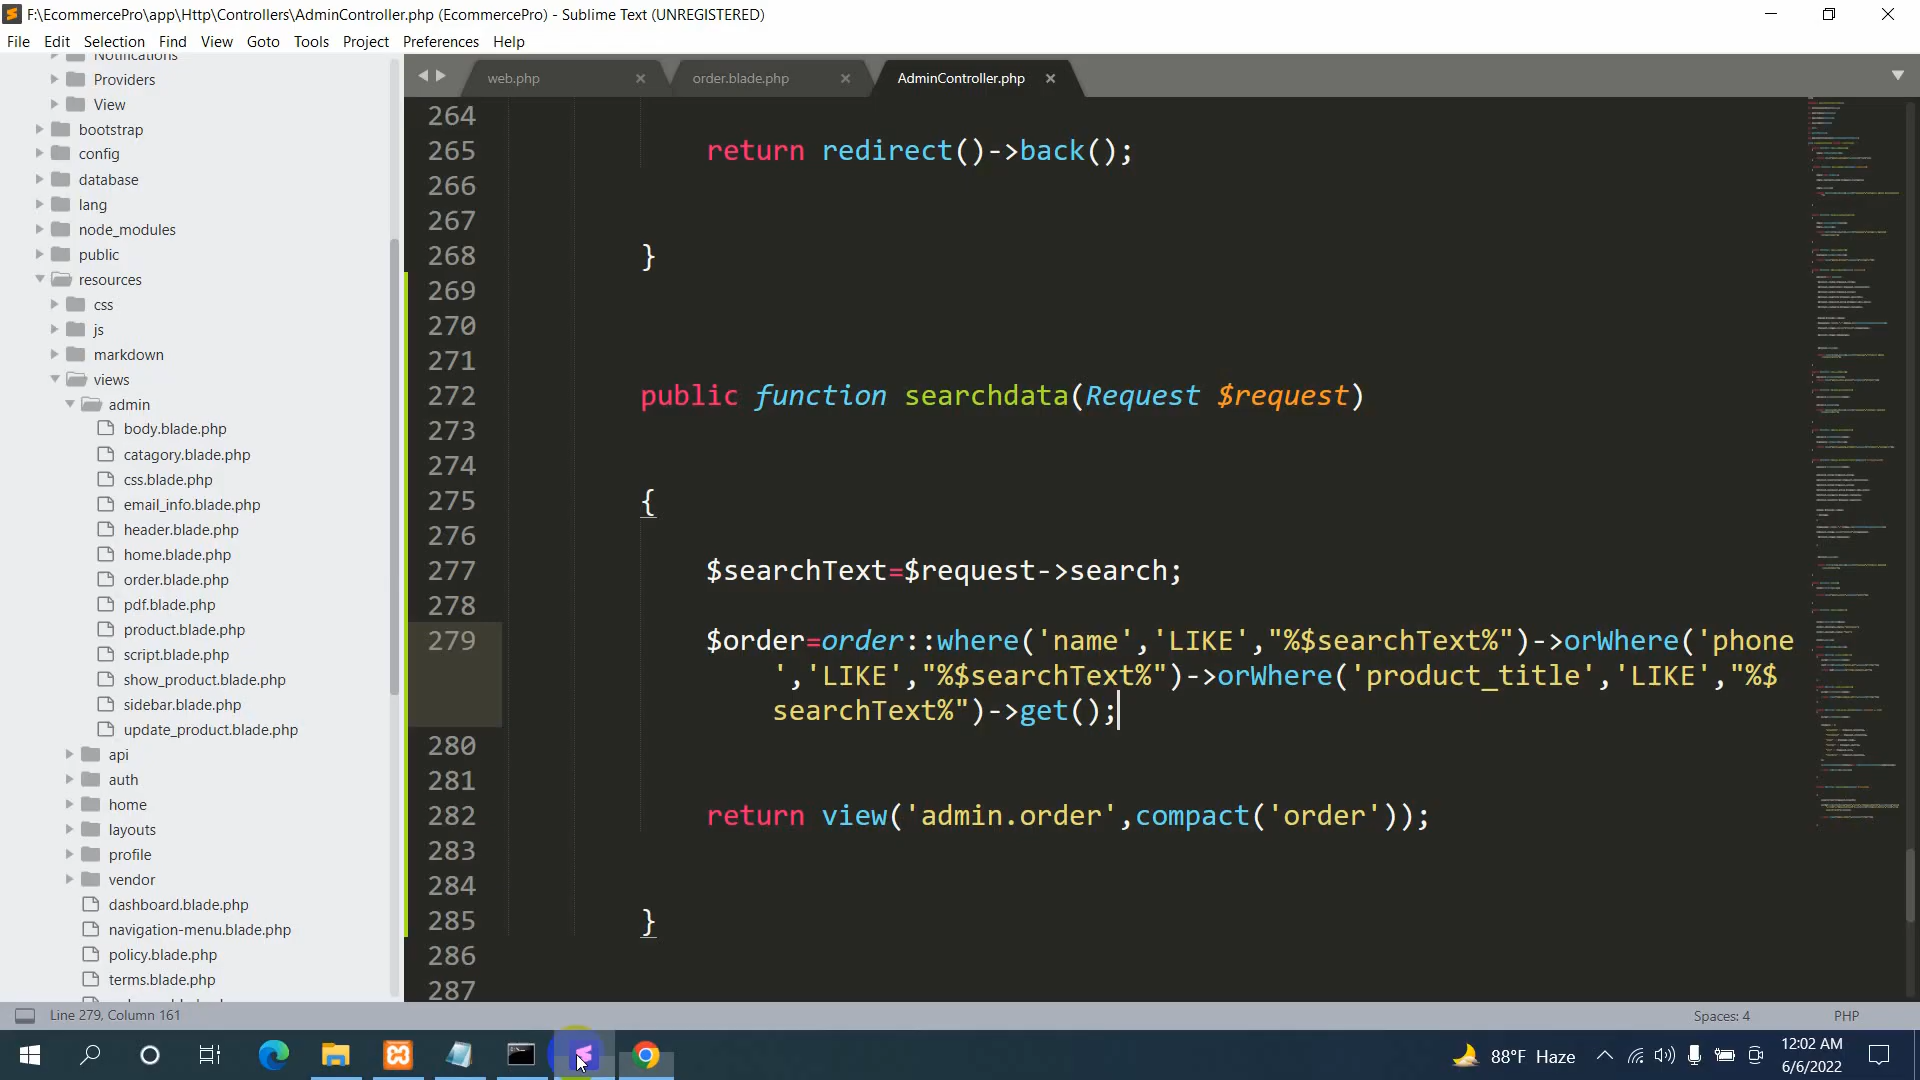 F:\EcommercePro\app\Http\Controllers\AdminController.php (EcommercePro) - Sublime Text (UNREGISTERED)
File Edit Selection Find View Goto Tools Project Preferences Help
Notifications
Providers
View
bootstrap
config
database
lang
node_modules
public
resources
css
js
markdown
views
admin
body.blade.php
catagory.blade.php
css.blade.php
email_info.blade.php
header.blade.php
home.blade.php
order.blade.php
pdf.blade.php
product.blade.php
script.blade.php
show_product.blade.php
sidebar.blade.php
update_product.blade.php
api
auth
home
layouts
profile
vendor
dashboard.blade.php
navigation-menu.blade.php
policy.blade.php
terms.blade.php
web.php order.blade.php AdminController.php
264
265 return redirect()->back();
266
267
268 }
269
270
271
272 public function searchdata(Request $request)
273
274
275 {
276
277 $searchText=$request->search;
278
279 $order=order::where('name','LIKE',"%$searchText%")->orWhere('phone
','LIKE',"%$searchText%")->orWhere('product_title','LIKE',"%$
searchText%")->get();
280
281
282 return view('admin.order',compact('order'));
283
284
285 }
286
287
Line 279, Column 161 Spaces: 4 PHP
88°F Haze 12:02 AM
6/6/2022